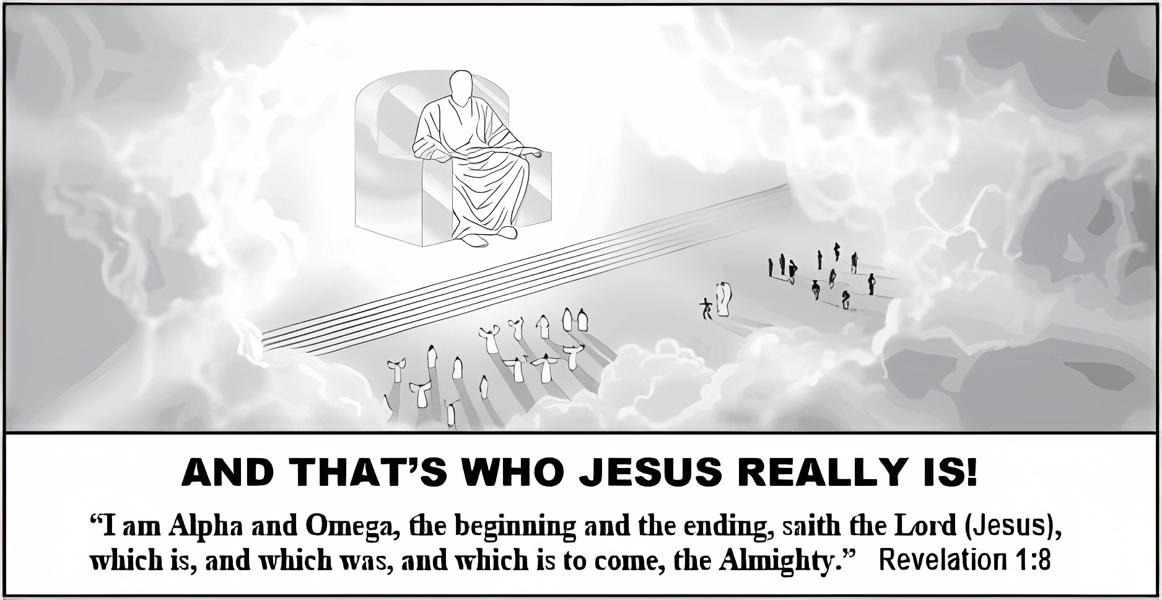 AND THAT’S WHO JESUS REALLY IS!
“I am Alpha and Omega, the beginning and the ending, saith the Lord (Jesus),
which is, and which was, and which is to come, the Almighty.” Revelation 1:8